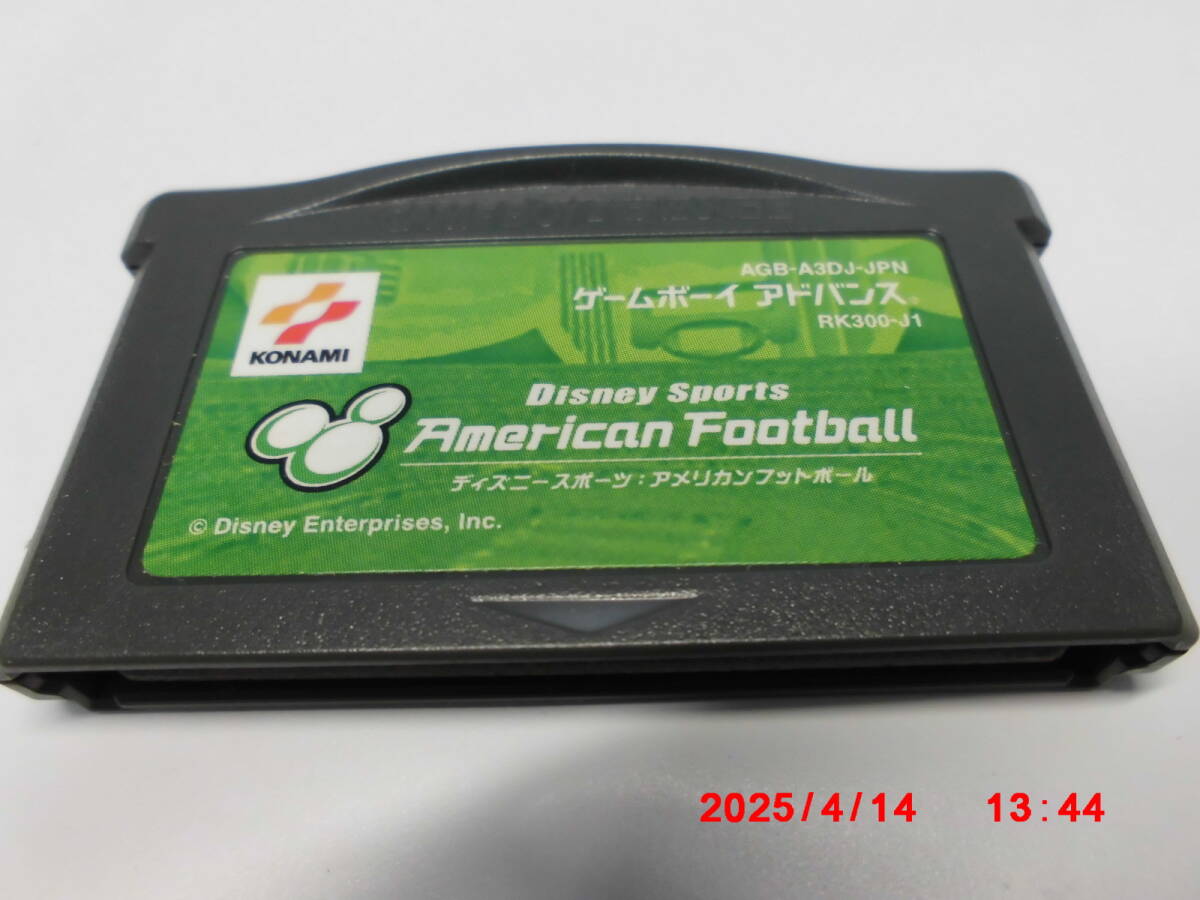 AGB-A3DJ-JPN
ゲームボーイ アドバンス®
RK300-J1
KONAMI
Disney Sports
American Football
ディズニースポーツ:アメリカンフットボール
© Disney Enterprises, Inc.
2025/4/14 13:44